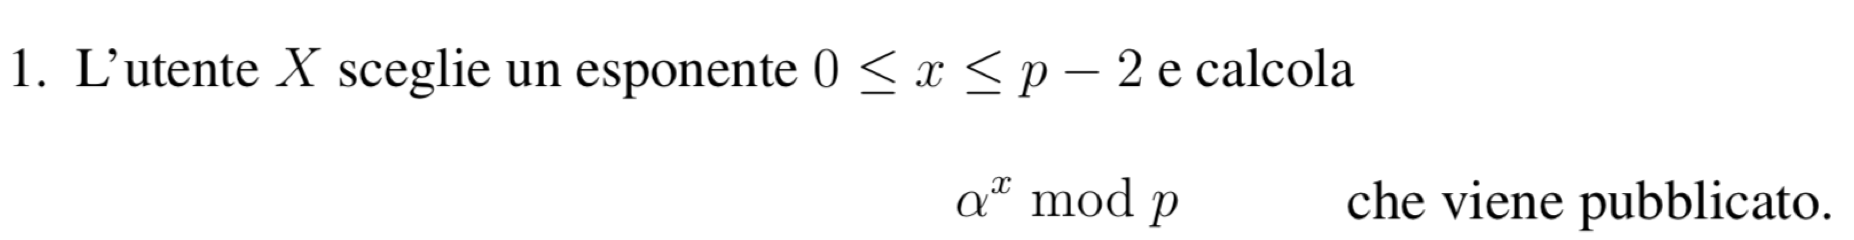 1. L’utente X sceglie un esponente 0 ≤ x ≤ p − 2 e calcola
α^x mod p che viene pubblicato.